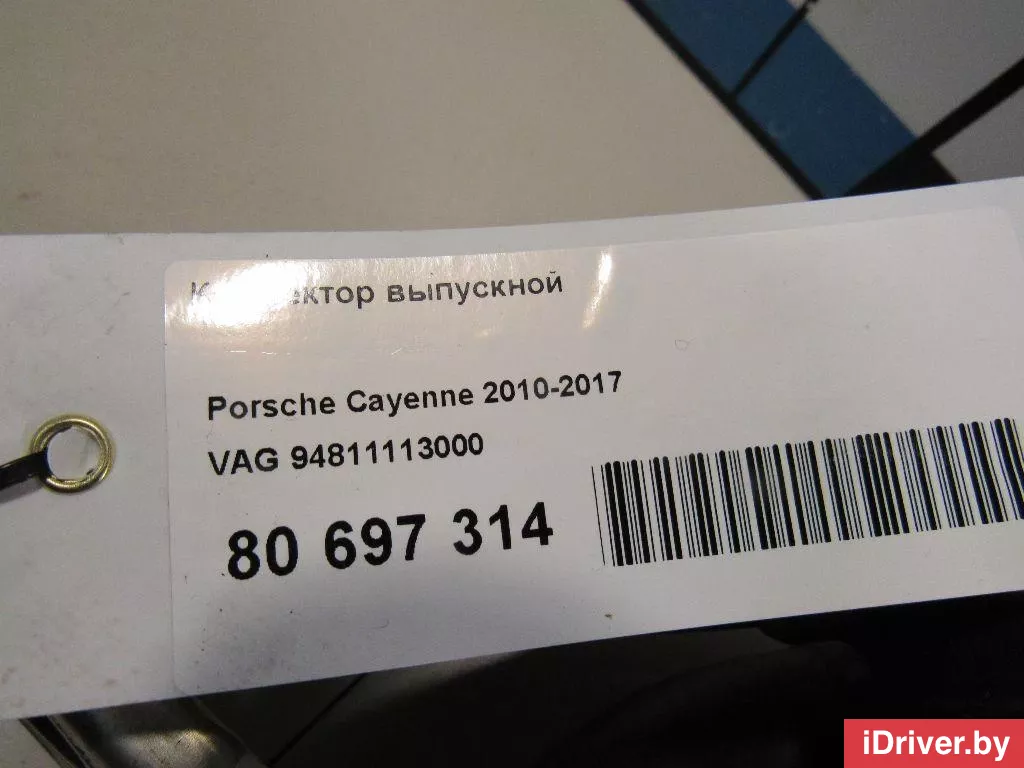 выпускной
Porsche Cayenne 2010-2017
VAG 94811113000
80 697 314
iDriver.by